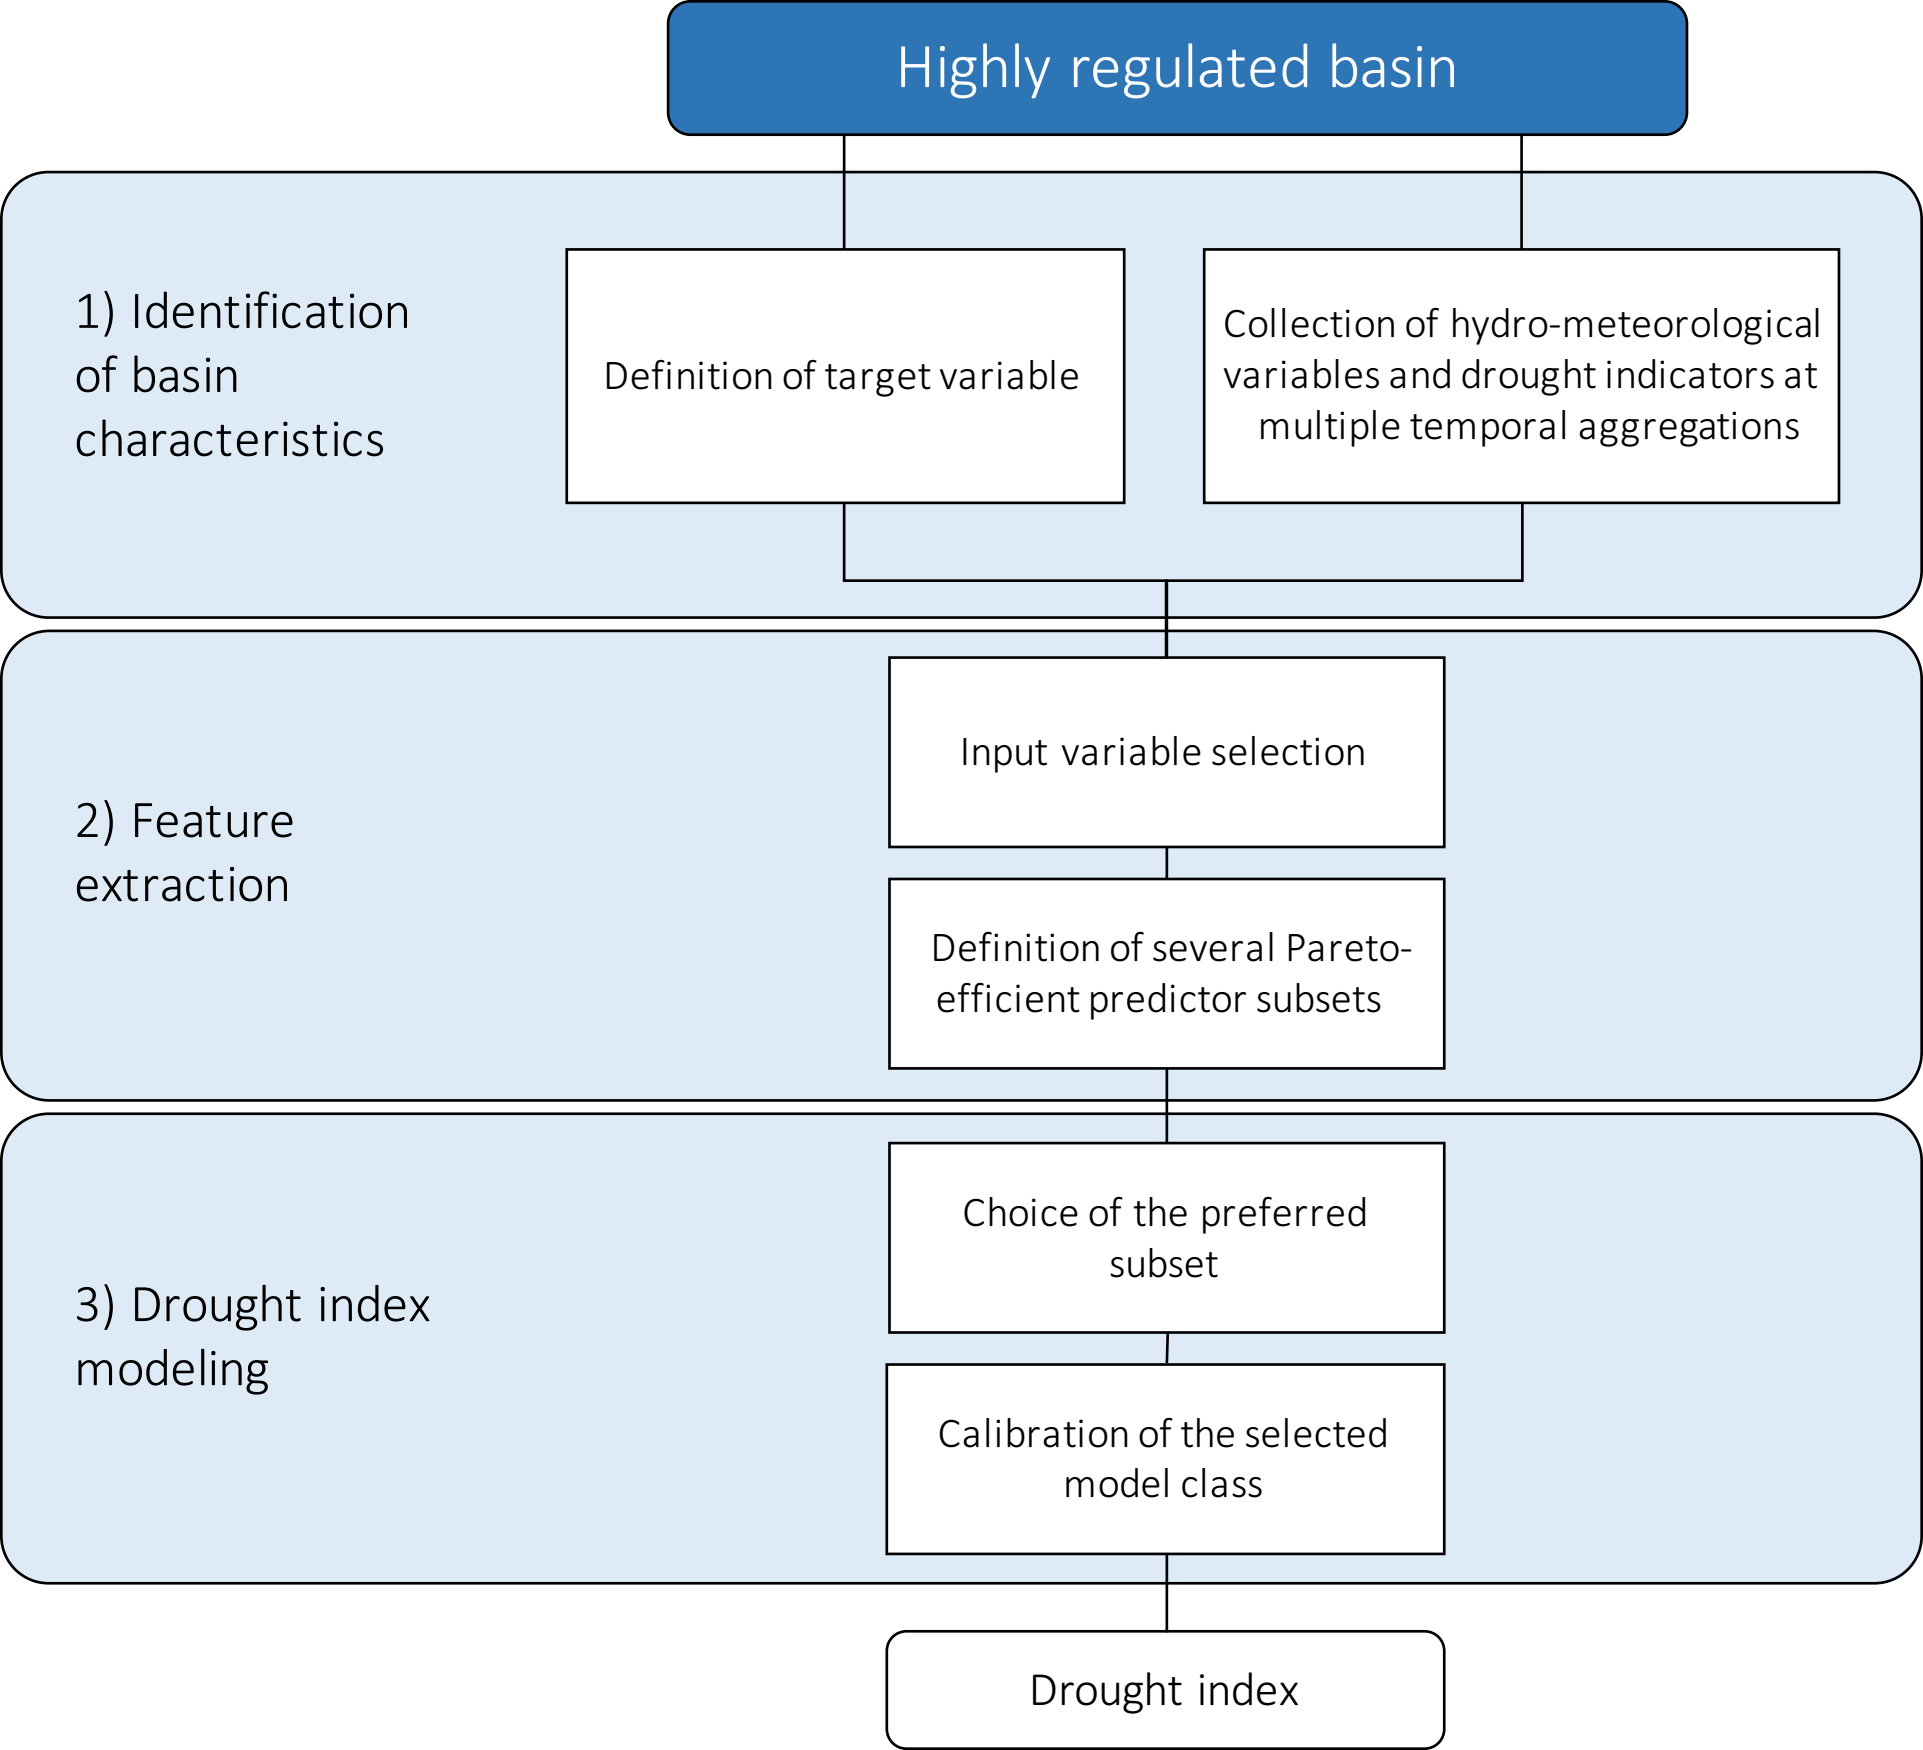 Highly regulated basin
1) Identification
of basin
characteristics
Definition of target variable
Collection of hydro-meteorological
variables and drought indicators at
multiple temporal aggregations
2) Feature
extraction
Input variable selection
Definition of several Pareto-
efficient predictor subsets
3) Drought index
modeling
Choice of the preferred
subset
Calibration of the selected
model class
Drought index